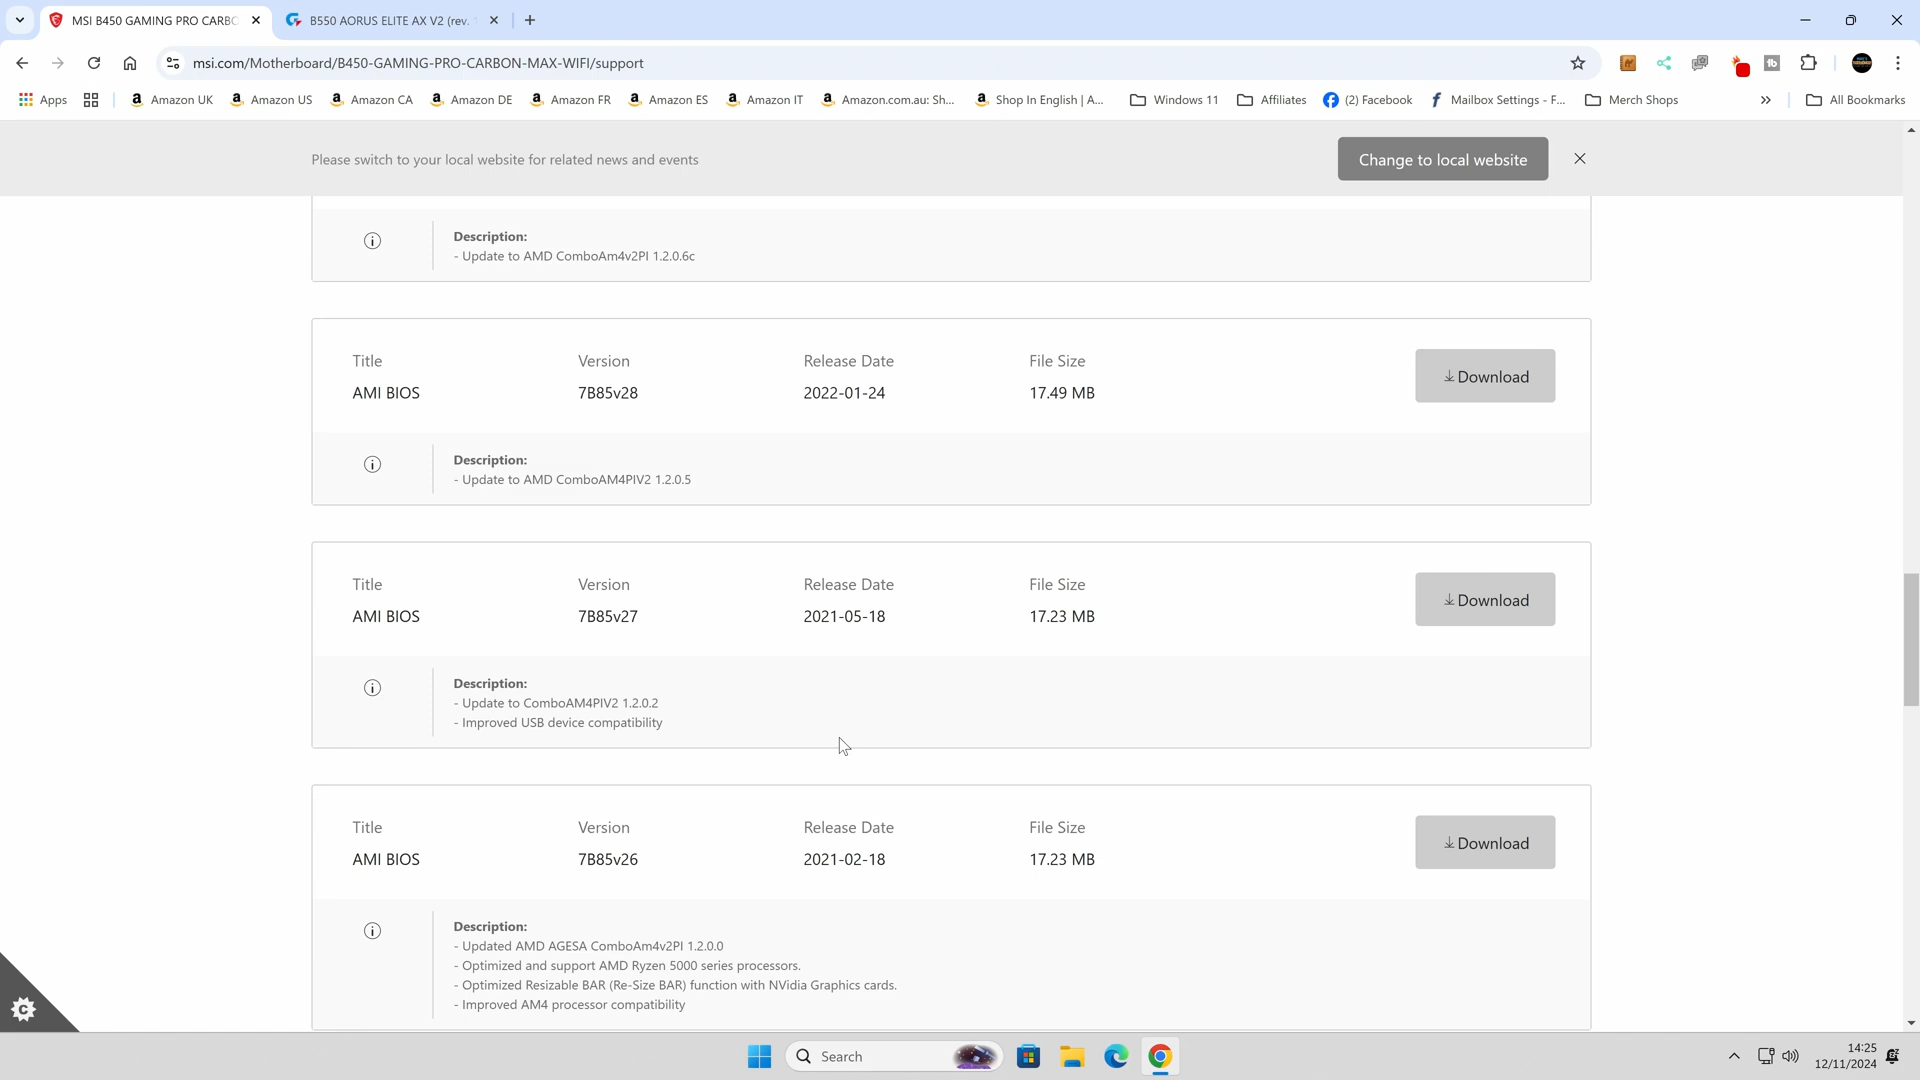 MSI B450 GAMING PRO CARBO
B550 AORUS ELITE AX V2 (rev.
msi.com/Motherboard/B450-GAMING-PRO-CARBON-MAX-WIFI/support
Apps
Amazon UK
Amazon US
Amazon CA
Amazon DE
Amazon FR
Amazon ES
Amazon IT
Amazon.com.au: Sh...
Shop In English | A...
Windows 11
Affiliates
(2) Facebook
Mailbox Settings - F...
Merch Shops
All Bookmarks
Please switch to your local website for related news and events
Change to local website
Description:
- Update to AMD ComboAm4v2PI 1.2.0.6c
Title Version Release Date File Size
Download
AMI BIOS 7B85v28 2022-01-24 17.49 MB
Description:
- Update to AMD ComboAM4PIV2 1.2.0.5
Title Version Release Date File Size
Download
AMI BIOS 7B85v27 2021-05-18 17.23 MB
Description:
- Update to ComboAM4PIV2 1.2.0.2
- Improved USB device compatibility
Title Version Release Date File Size
Download
AMI BIOS 7B85v26 2021-02-18 17.23 MB
Description:
- Updated AMD AGESA ComboAm4v2PI 1.2.0.0
- Optimized and support AMD Ryzen 5000 series processors.
- Optimized Resizable BAR (Re-Size BAR) function with NVidia Graphics cards.
- Improved AM4 processor compatibility
Search
14:25
12/11/2024